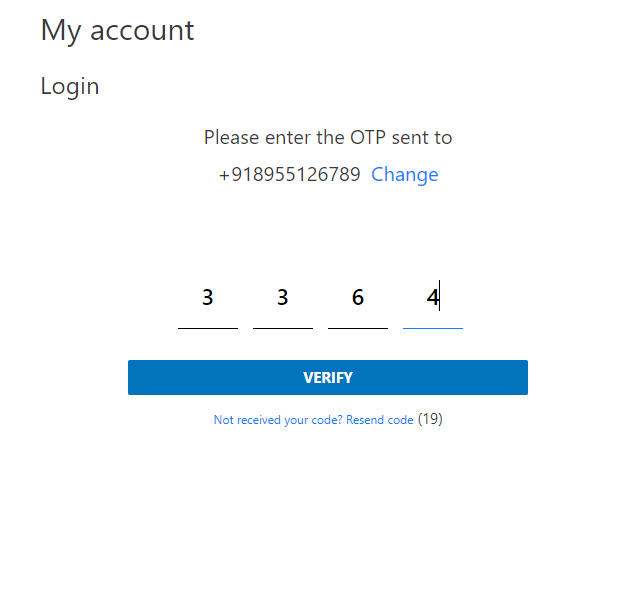 My account
Login
Please enter the OTP sent to
+918955126789 Change
3 3 6 4
VERIFY
Not received your code? Resend code (19)